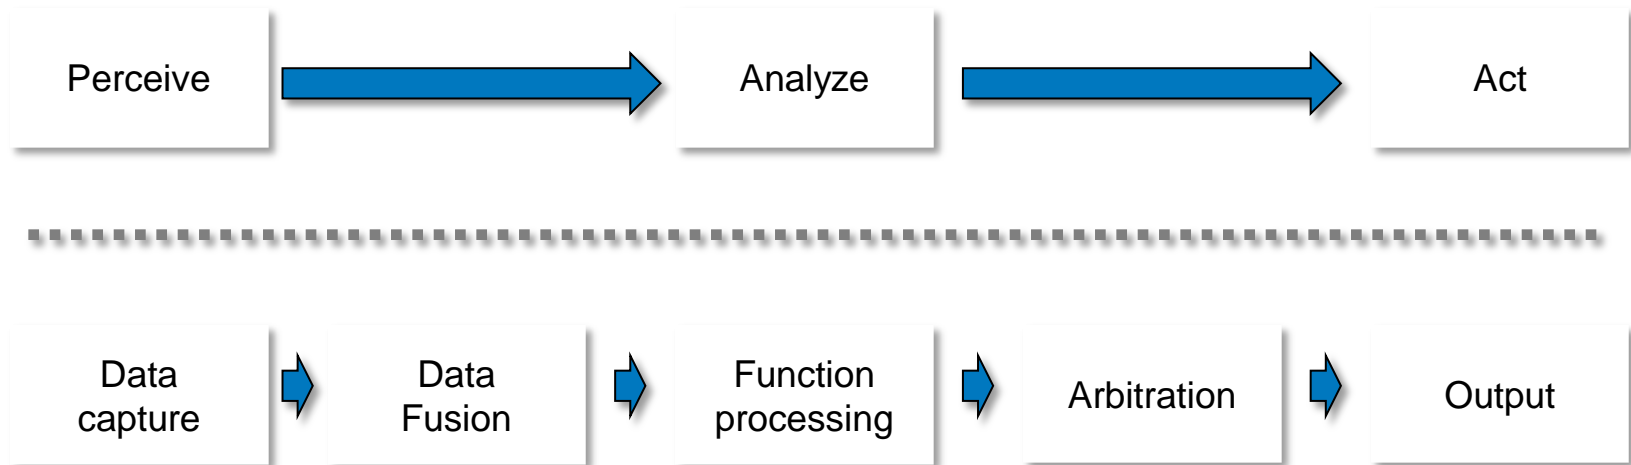 Perceive
Analyze
Act
Data
capture
Data
Fusion
Function
processing
Arbitration
Output